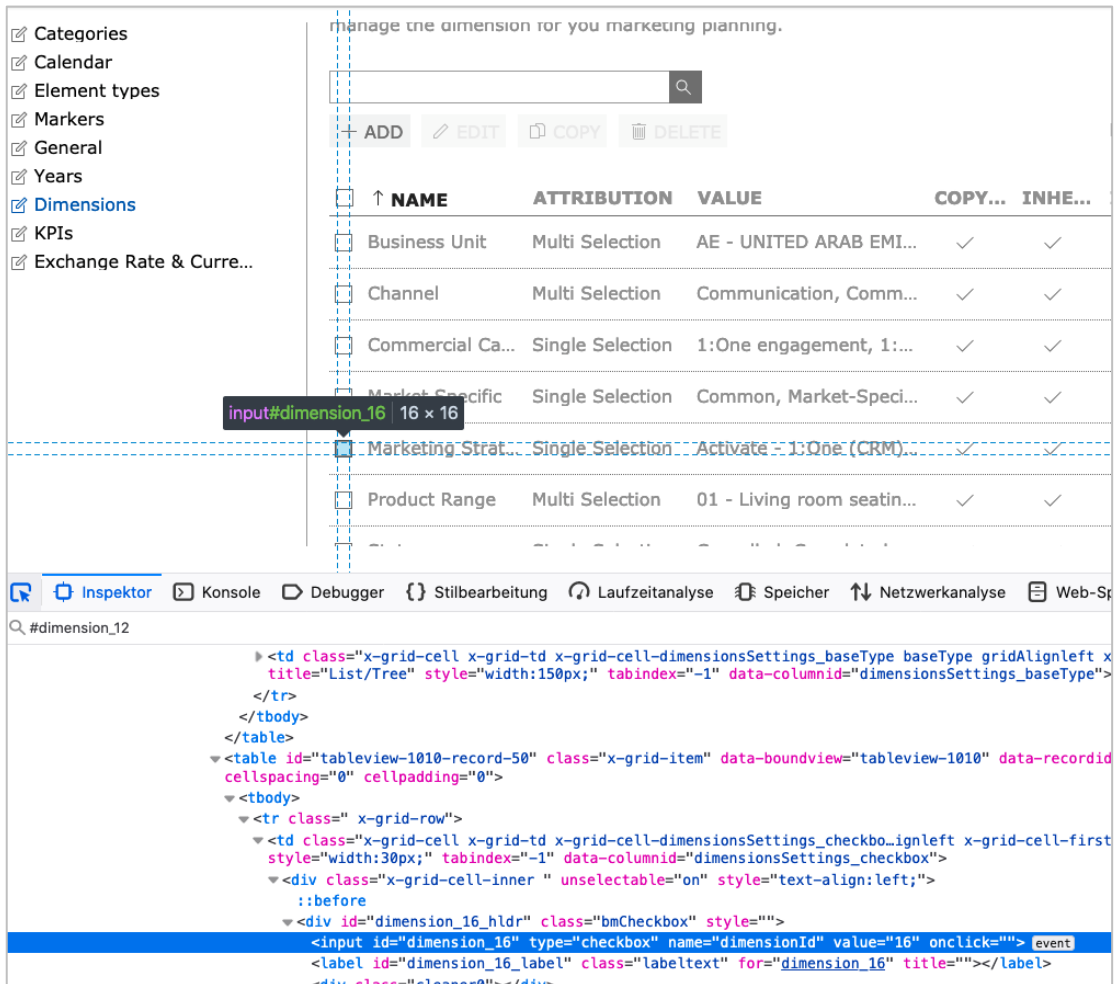 manage the dimension for you marketing planning.
Categories
Calendar
Element types
Markers
General
Years
Dimensions
KPIs
Exchange Rate & Curre...
ADD EDIT COPY DELETE
↑ NAME ATTRIBUTION VALUE COPY... INHE...
Business Unit Multi Selection AE - UNITED ARAB EMI...
Channel Multi Selection Communication, Comm...
Commercial Ca... Single Selection 1:One engagement, 1:...
Market Specific Single Selection Common, Market-Speci...
input#dimension_16 16 × 16
Marketing Strat... Single Selection Activate - 1:One (CRM)...
Product Range Multi Selection 01 - Living room seatin...
Inspektor Konsole Debugger {} Stilbearbeitung Laufzeitanalyse Speicher Netzwerkanalyse Web-Sp
#dimension_12
<td class="x-grid-cell x-grid-td x-grid-cell-dimensionsSettings_baseType baseType gridAlignleft x
title="List/Tree" style="width:150px;" tabindex="-1" data-columnid="dimensionsSettings_baseType">
</tr>
</tbody>
</table>
<table id="tableview-1010-record-50" class="x-grid-item" data-boundview="tableview-1010" data-recordid
cellspacing="0" cellpadding="0">
<tbody>
<tr class=" x-grid-row">
<td class="x-grid-cell x-grid-td x-grid-cell-dimensionsSettings_checkbo…ignleft x-grid-cell-first
style="width:30px;" tabindex="-1" data-columnid="dimensionsSettings_checkbox">
<div class="x-grid-cell-inner " unselectable="on" style="text-align:left;">
::before
<div id="dimension_16_hldr" class="bmCheckbox" style="">
<input id="dimension_16" type="checkbox" name="dimensionId" value="16" onclick=""> event
<label id="dimension_16_label" class="labeltext" for="dimension_16" title=""></label>
<div class="cleaner0"></div>